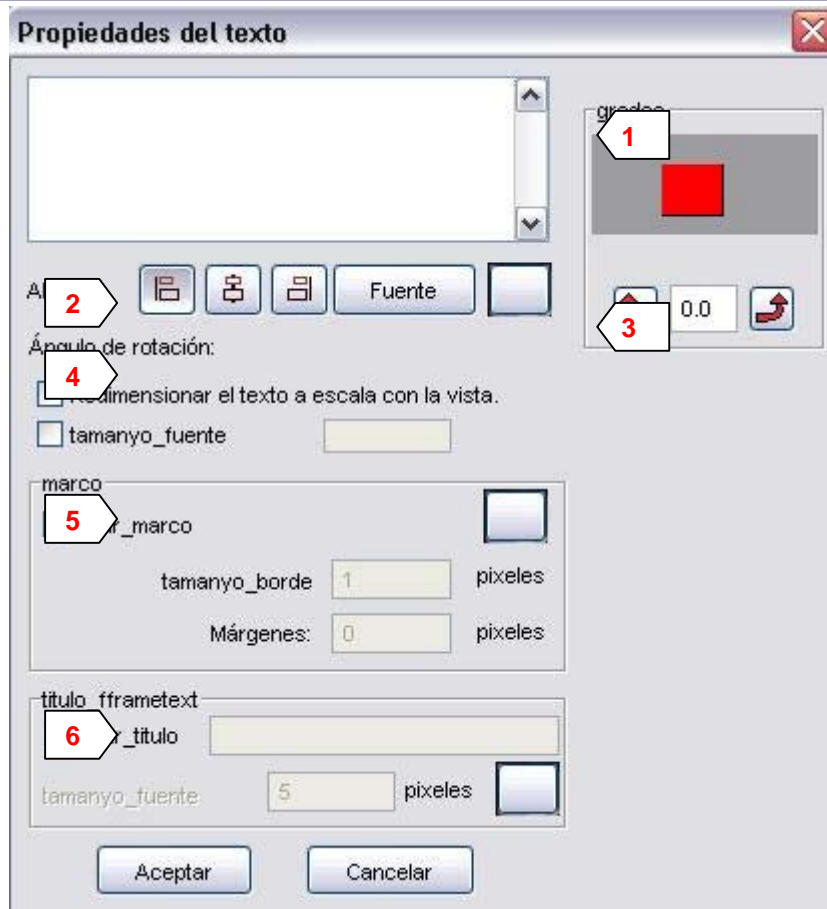 Propiedades del texto
grados
1
2
Fuente
3
0.0
Ángulo de rotación:
4
Redimensionar el texto a escala con la vista.
tamanyo_fuente
marco
5
r_marco
tamanyo_borde 1 pixeles
Márgenes: 0 pixeles
titulo_fframetext
6
r_titulo
tamanyo_fuente 5 pixeles
Aceptar Cancelar